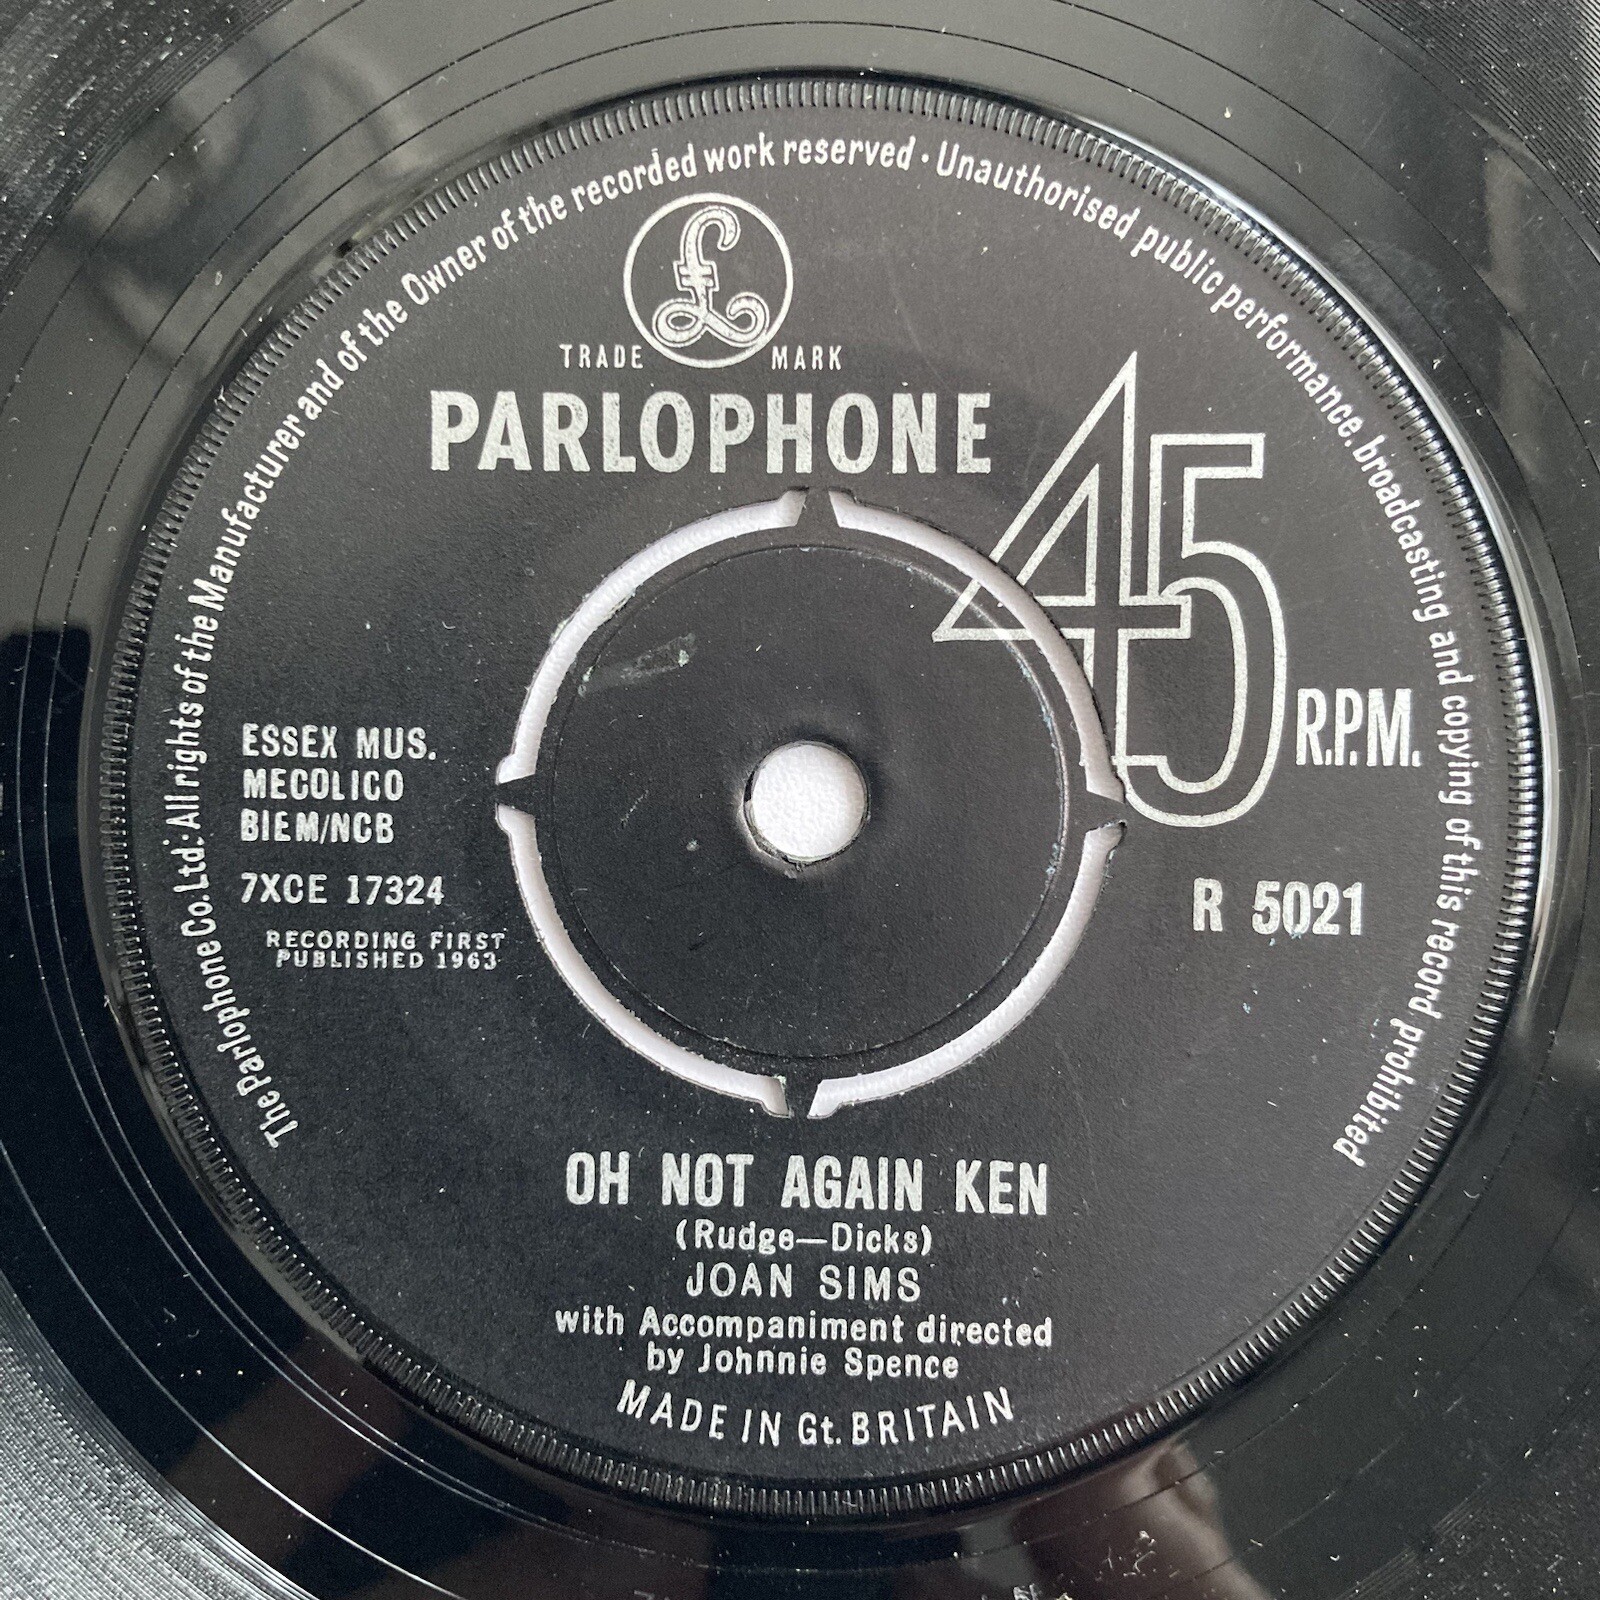 The Parlophone Co. Ltd. All rights of the Manufacturer and of the Owner of the recorded work reserved · Unauthorised public performance. broadcasting and copying of this record prohibited
£
TRADE MARK
PARLOPHONE
45 R.P.M.
ESSEX MUS.
MECOLICO
BIEM/NCB
7XCE 17324
RECORDING FIRST
PUBLISHED 1963
R 5021
OH NOT AGAIN KEN
(Rudge—Dicks)
JOAN SIMS
with Accompaniment directed
by Johnnie Spence
MADE IN Gt. BRITAIN